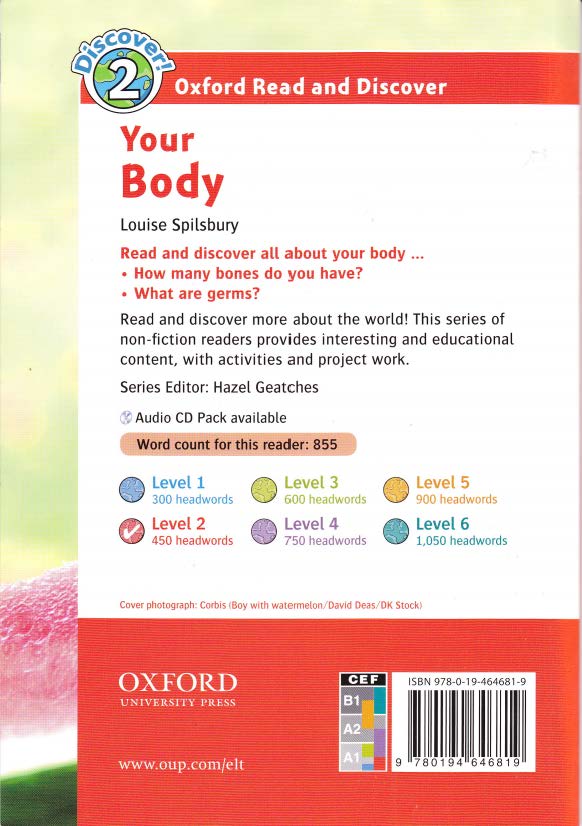 Discover!
2
Oxford Read and Discover
Your
Body
Louise Spilsbury
Read and discover all about your body ...
• How many bones do you have?
• What are germs?
Read and discover more about the world! This series of
non-fiction readers provides interesting and educational
content, with activities and project work.
Series Editor: Hazel Geatches
Audio CD Pack available
Word count for this reader: 855
Level 1
300 headwords
Level 3
600 headwords
Level 5
900 headwords
Level 2
450 headwords
Level 4
750 headwords
Level 6
1,050 headwords
Cover photograph: Corbis (Boy with watermelon/David Deas/DK Stock)
OXFORD
UNIVERSITY PRESS
www.oup.com/elt
CEF
B1
A2
A1
ISBN 978-0-19-464681-9
9 780194 646819